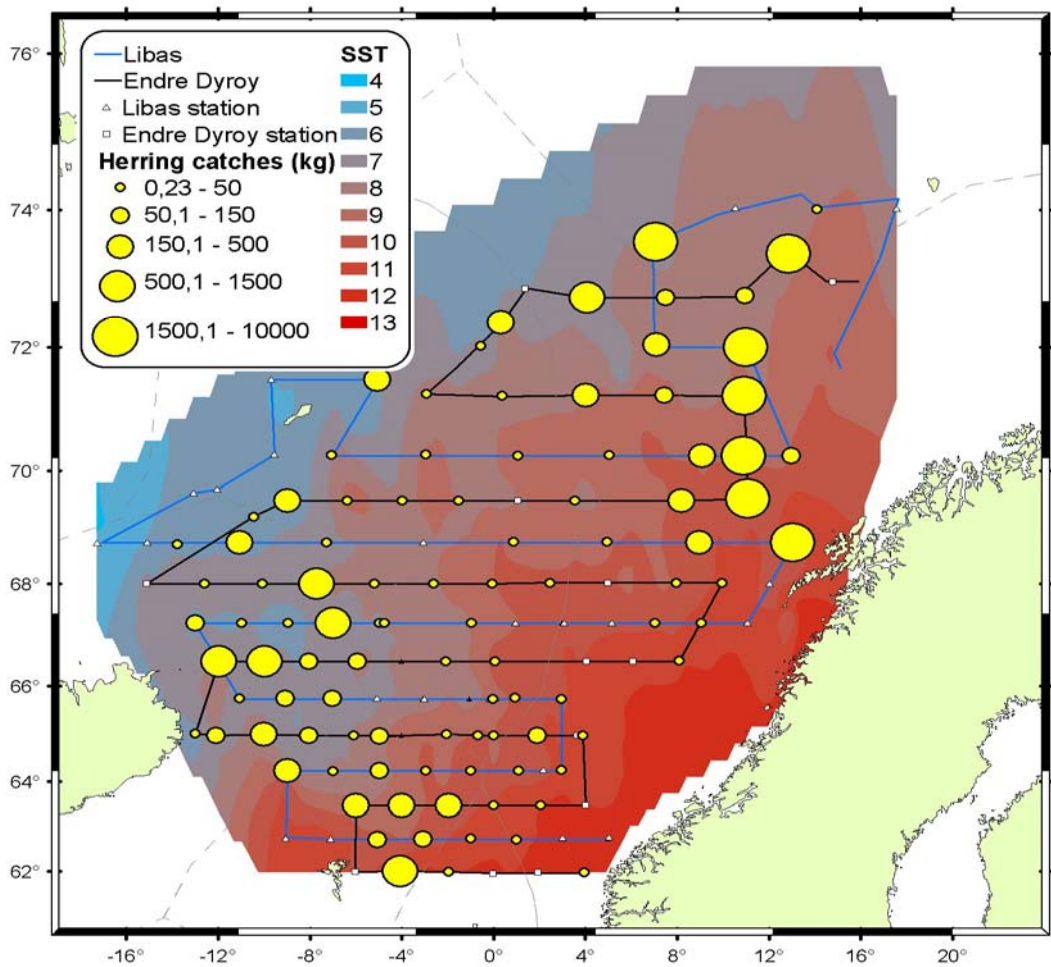 Libas
Endre Dyroy
Libas station
Endre Dyroy station
Herring catches (kg)
0,23 - 50
50,1 - 150
150,1 - 500
500,1 - 1500
1500,1 - 10000
SST
4
5
6
7
8
9
10
11
12
13
76°
74°
72°
70°
68°
66°
64°
62°
-16° -12° -8° -4° 0° 4° 8° 12° 16° 20°